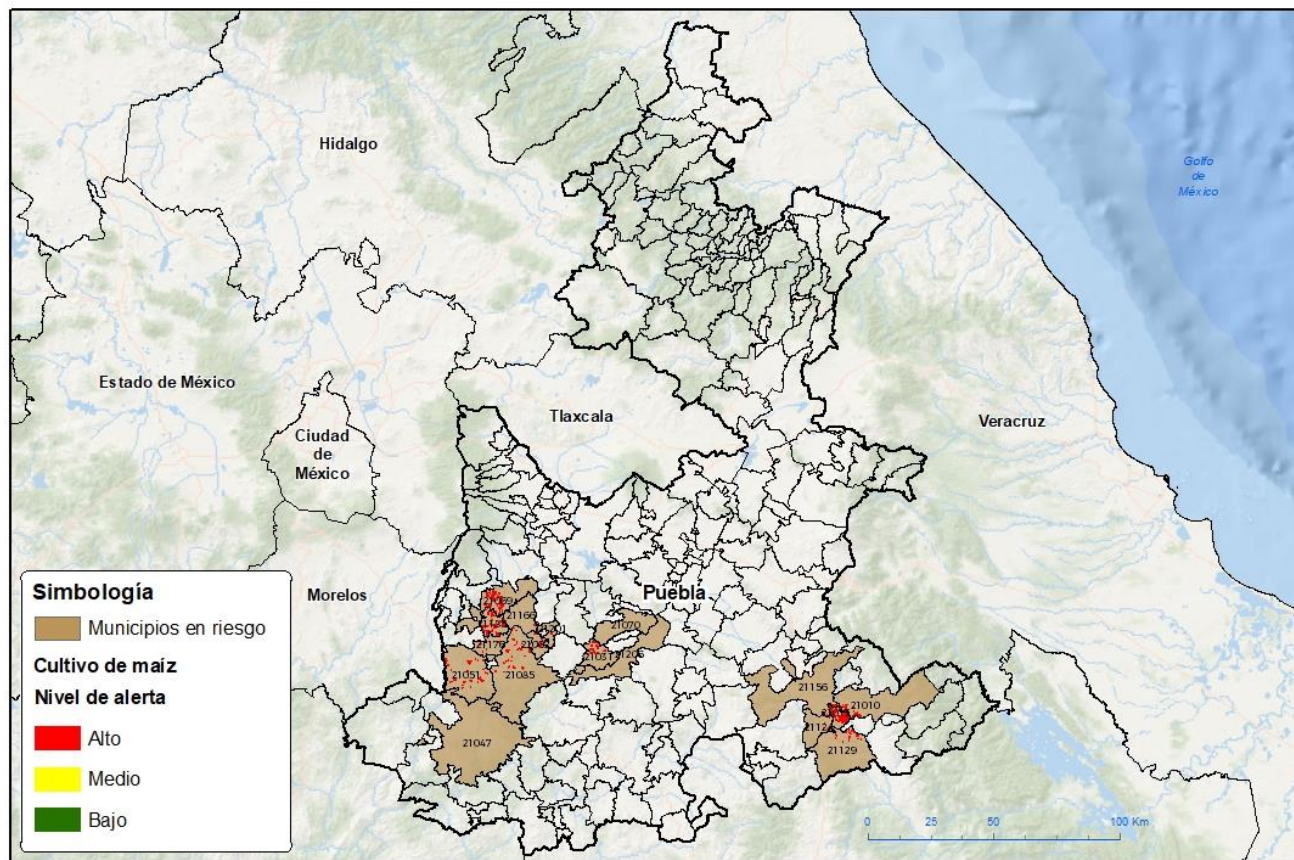 Hidalgo
Golfo
de
México
Estado de México
Tlaxcala
Veracruz
Ciudad
de
México
Morelos
Puebla
21166
21070
21176
21051
21085
21156
21010
21047
21129
Simbología
Municipios en riesgo
Cultivo de maíz
Nivel de alerta
Alto
Medio
Bajo
0 25 50 100 Km